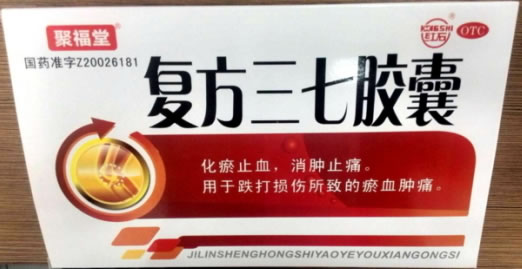 聚福堂
国药准字Z20026181
红石
OTC
复方三七胶囊
化瘀止血，消肿止痛。
用于跌打损伤所致的瘀血肿痛。
JILINSHENGHONGSHIYAOYEYOUXIANGONGSI